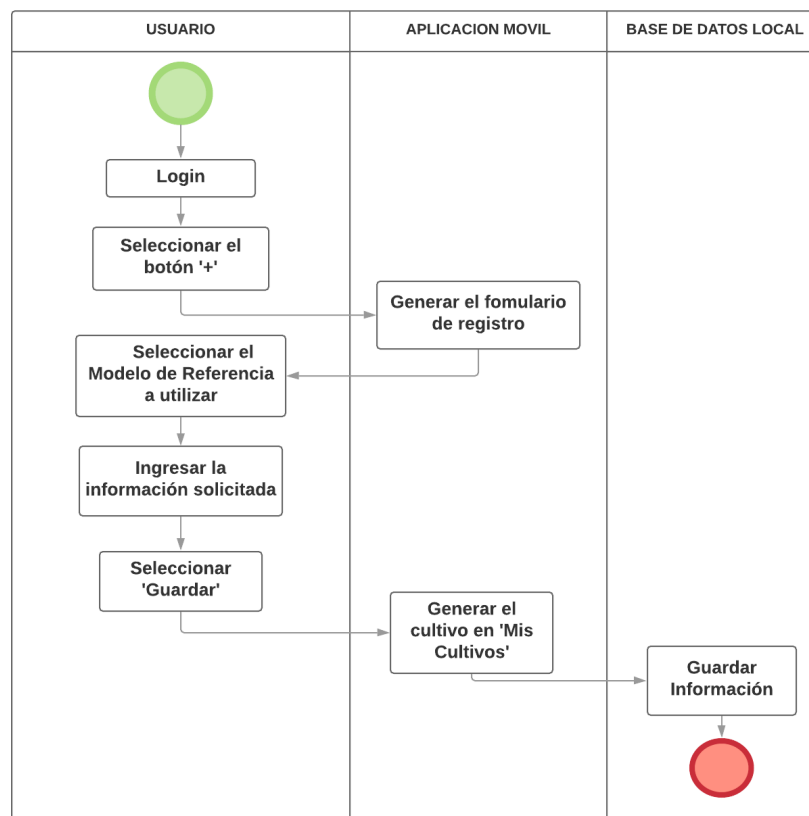 USUARIO
APLICACION MOVIL
BASE DE DATOS LOCAL
Login
Seleccionar el
botón '+'
Generar el fomulario
de registro
Seleccionar el
Modelo de Referencia
a utilizar
Ingresar la
información solicitada
Seleccionar
'Guardar'
Generar el
cultivo en 'Mis
Cultivos'
Guardar
Información